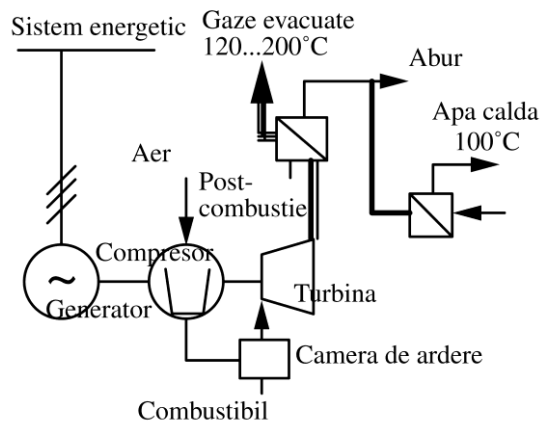 Sistem energetic
Gaze evacuate
120...200˚C
Abur
Apa calda
100˚C
Aer
Post-
combustie
Compresor
~
Generator
Turbina
Camera de ardere
Combustibil